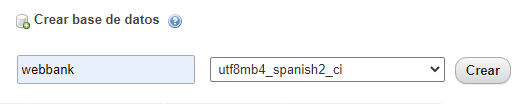 Crear base de datos
webbank utf8mb4_spanish2_ci Crear